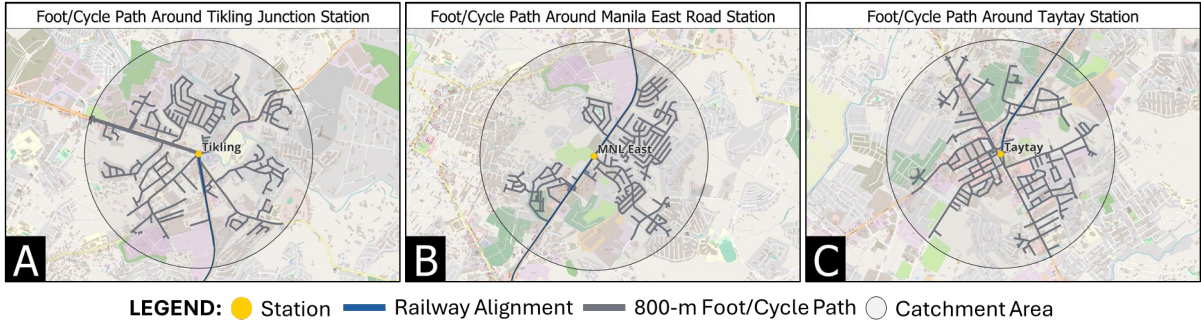 Foot/Cycle Path Around Tikling Junction Station
Foot/Cycle Path Around Manila East Road Station
Foot/Cycle Path Around Taytay Station
Tikling
MNL East
Taytay
A
B
C
LEGEND: Station Railway Alignment 800-m Foot/Cycle Path Catchment Area